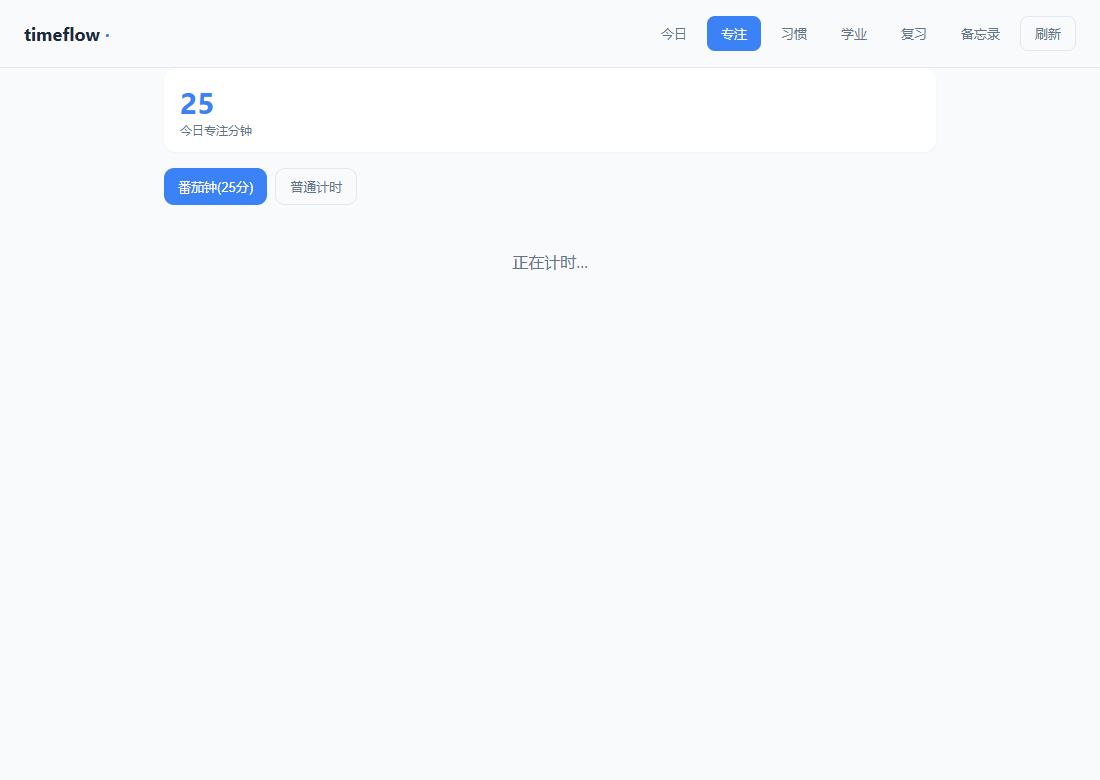 timeflow ·
今日 专注 习惯 学业 复习 备忘录 刷新
25
今日专注分钟
番茄钟(25分) 普通计时
正在计时...